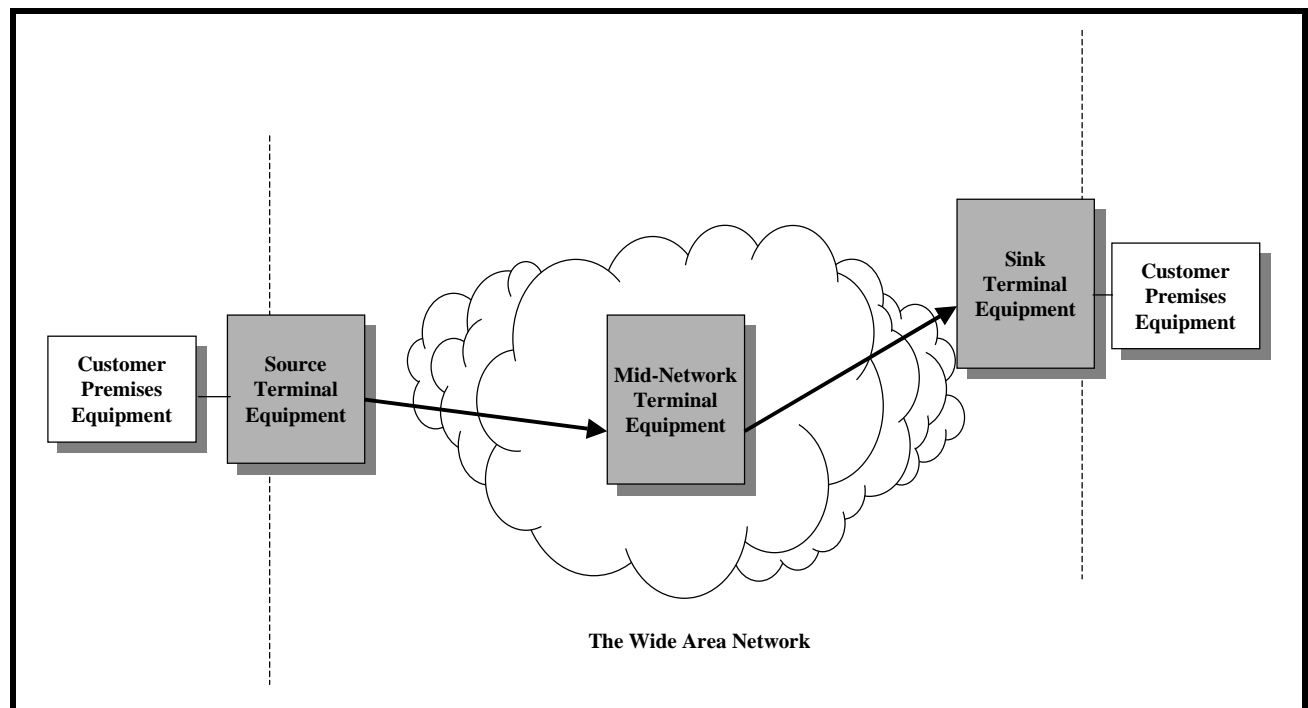 Customer
Premises
Equipment
Source
Terminal
Equipment
Mid-Network
Terminal
Equipment
Sink
Terminal
Equipment
Customer
Premises
Equipment
The Wide Area Network